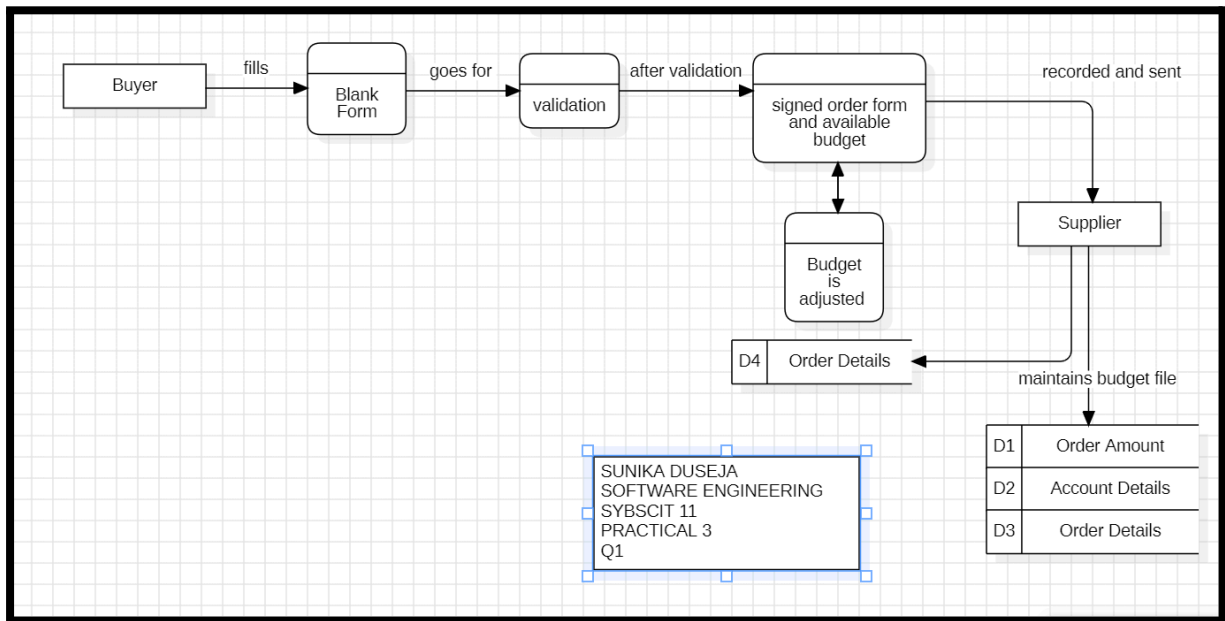 fills
goes for
after validation
recorded and sent
Buyer
Blank
Form
validation
signed order form
and available
budget
Supplier
Budget
is
adjusted
D4 Order Details
maintains budget file
D1 Order Amount
D2 Account Details
D3 Order Details
SUNIKA DUSEJA
SOFTWARE ENGINEERING
SYBSCIT 11
PRACTICAL 3
Q1